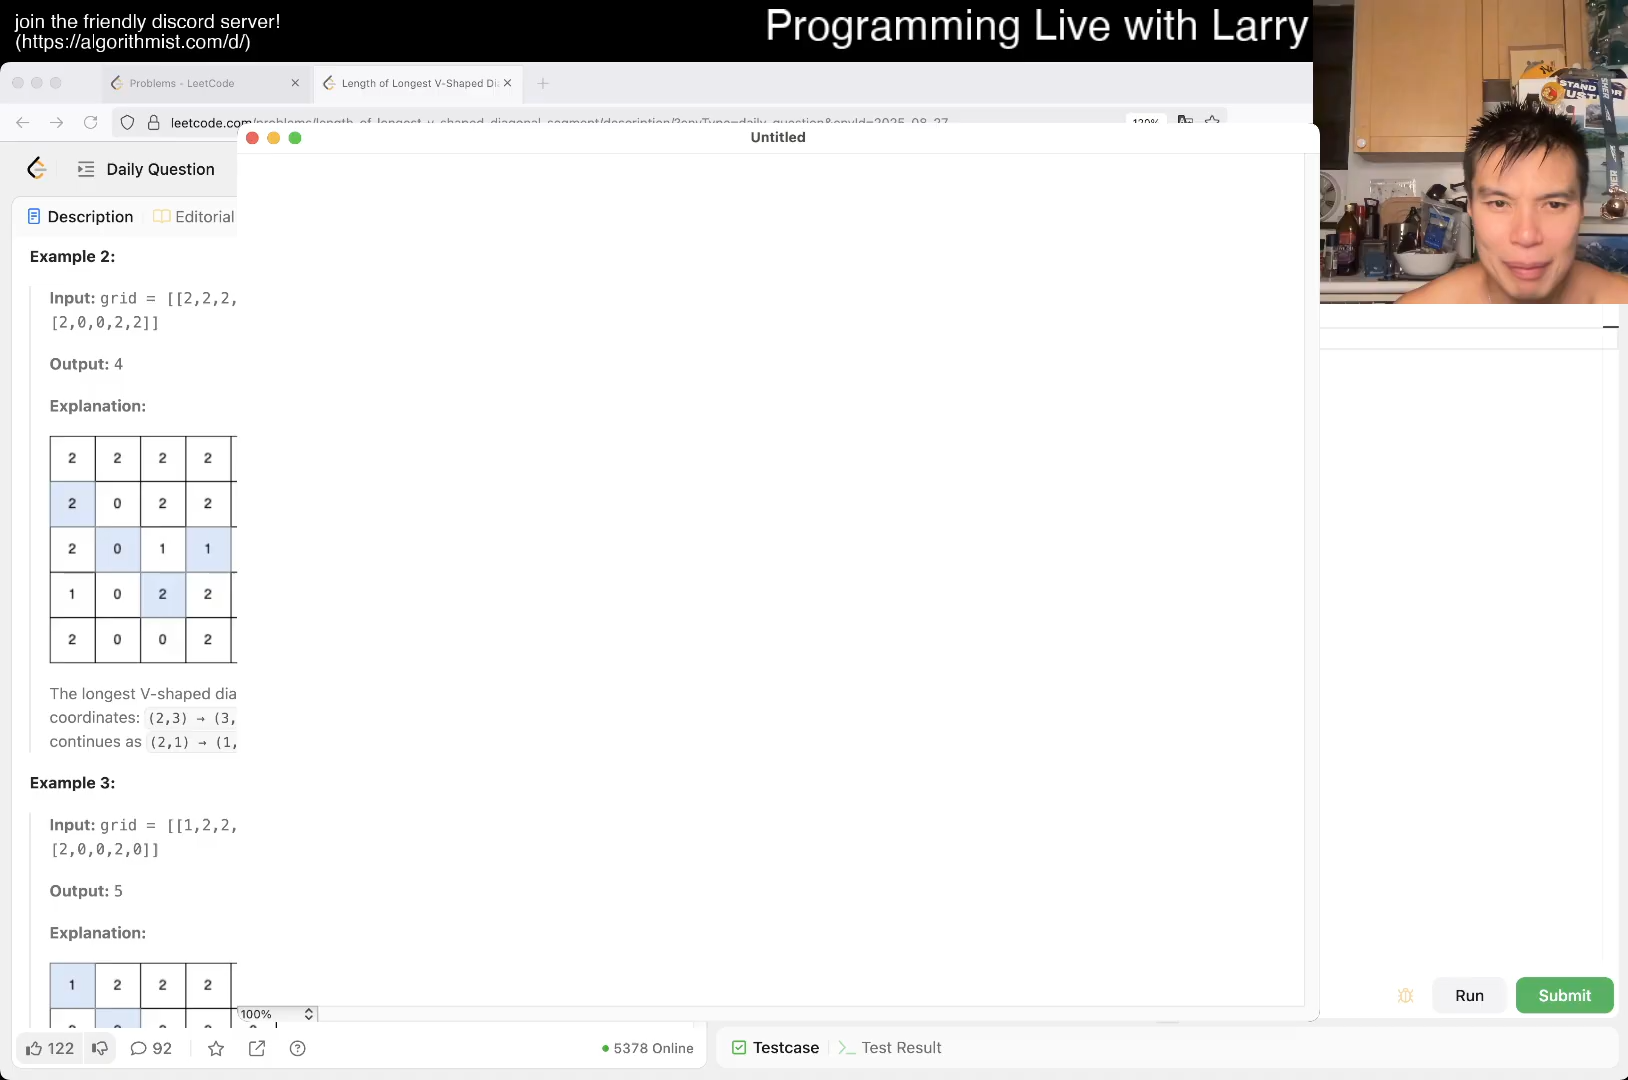 join the friendly discord server!
(https://algorithmist.com/d/)
Programming Live with Larry
Problems - LeetCode
Length of Longest V-Shaped Di
Untitled
Daily Question
Description
Editorial
Example 2:
Input: grid = [[2,2,2,
[2,0,0,2,2]]
Output: 4
Explanation:
2 2 2 2
2 0 2 2
2 0 1 1
1 0 2 2
2 0 0 2
The longest V-shaped dia
coordinates: (2,3) → (3,
continues as (2,1) → (1,
Example 3:
Input: grid = [[1,2,2,
[2,0,0,2,0]]
Output: 5
Explanation:
1 2 2 2
100%
122
92
5378 Online
Testcase
Test Result
Run
Submit